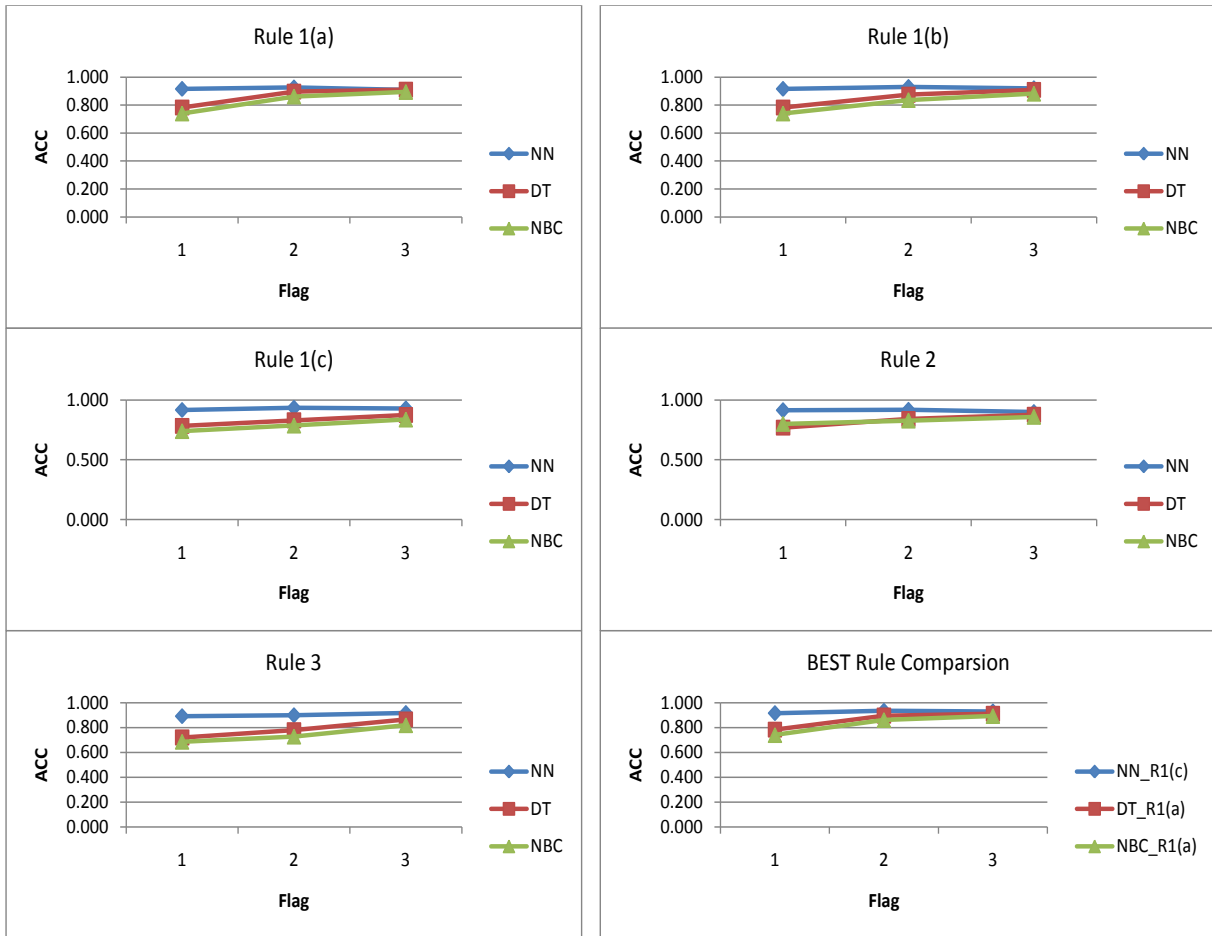 Rule 1(a)
1.000
0.800
0.600
0.400
0.200
0.000
ACC
1 2 3
Flag
NN
DT
NBC
Rule 1(b)
1.000
0.800
0.600
0.400
0.200
0.000
ACC
1 2 3
Flag
NN
DT
NBC
Rule 1(c)
1.000
0.500
0.000
ACC
1 2 3
Flag
NN
DT
NBC
Rule 2
1.000
0.500
0.000
ACC
1 2 3
Flag
NN
DT
NBC
Rule 3
1.000
0.800
0.600
0.400
0.200
0.000
ACC
1 2 3
Flag
NN
DT
NBC
BEST Rule Comparsion
1.000
0.800
0.600
0.400
0.200
0.000
ACC
1 2 3
Flag
NN_R1(c)
DT_R1(a)
NBC_R1(a)